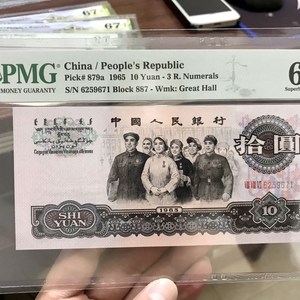 PMG
MONEY GUARANTY
China / People's Republic
Pick# 879a 1965 10 Yuan - 3 R. Numerals
S/N 6259671 Block 887 - Wmk: Great Hall
6
中国人民银行
拾圆
SHI
YUAN
1965
10